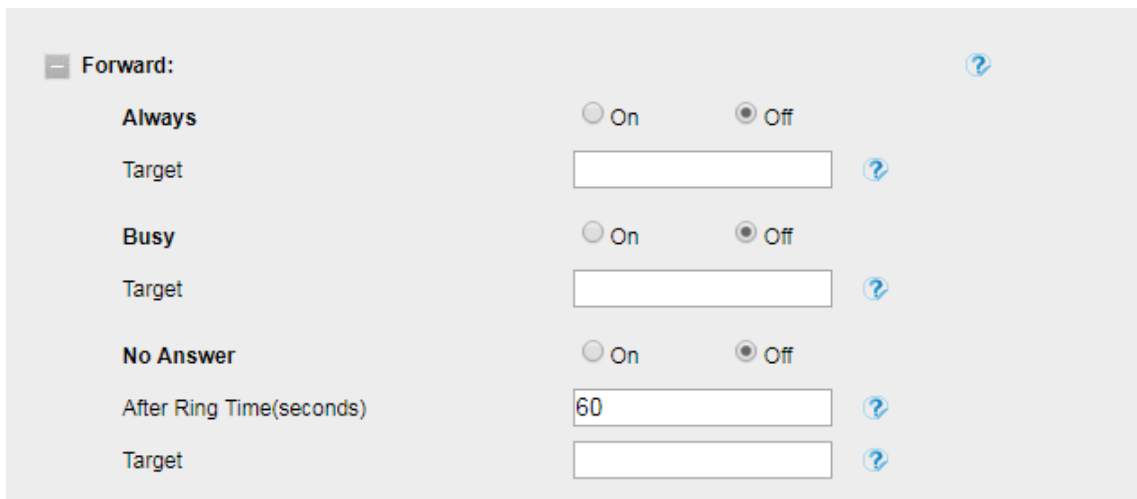 Forward:
Always On Off
Target
Busy On Off
Target
No Answer On Off
After Ring Time(seconds) 60
Target